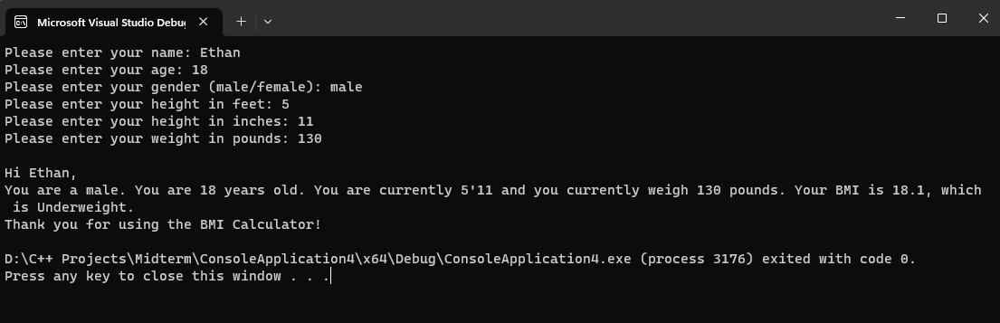 Microsoft Visual Studio Debug
Please enter your name: Ethan
Please enter your age: 18
Please enter your gender (male/female): male
Please enter your height in feet: 5
Please enter your height in inches: 11
Please enter your weight in pounds: 130
Hi Ethan,
You are a male. You are 18 years old. You are currently 5'11 and you currently weigh 130 pounds. Your BMI is 18.1, which
is Underweight.
Thank you for using the BMI Calculator!
D:\C++ Projects\Midterm\ConsoleApplication4\x64\Debug\ConsoleApplication4.exe (process 3176) exited with code 0.
Press any key to close this window . . .